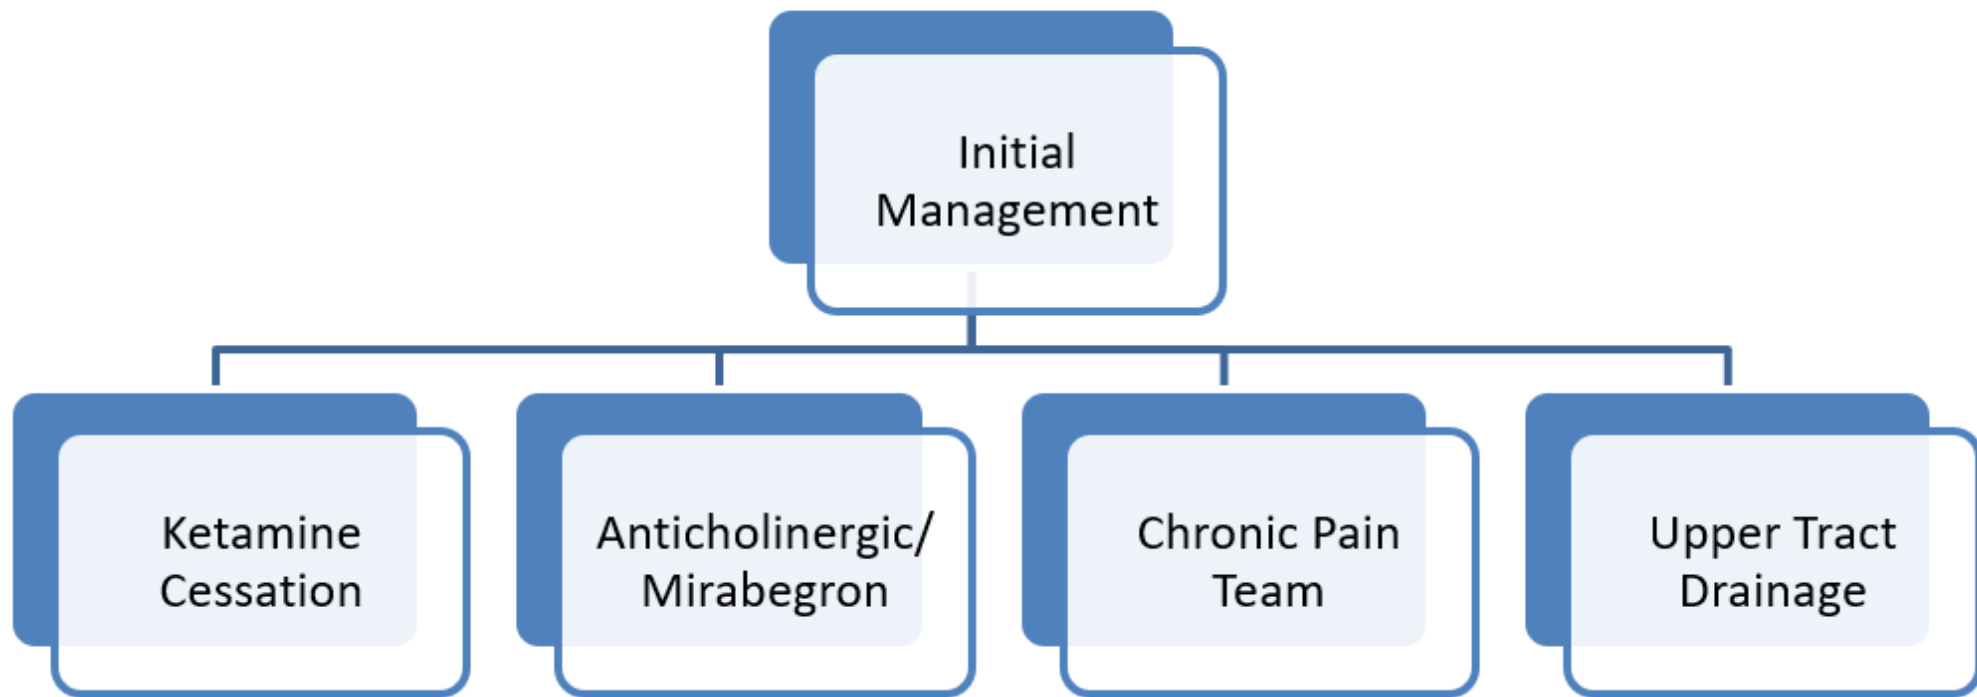 Initial
Management
Ketamine
Cessation
Anticholinergic/
Mirabegron
Chronic Pain
Team
Upper Tract
Drainage